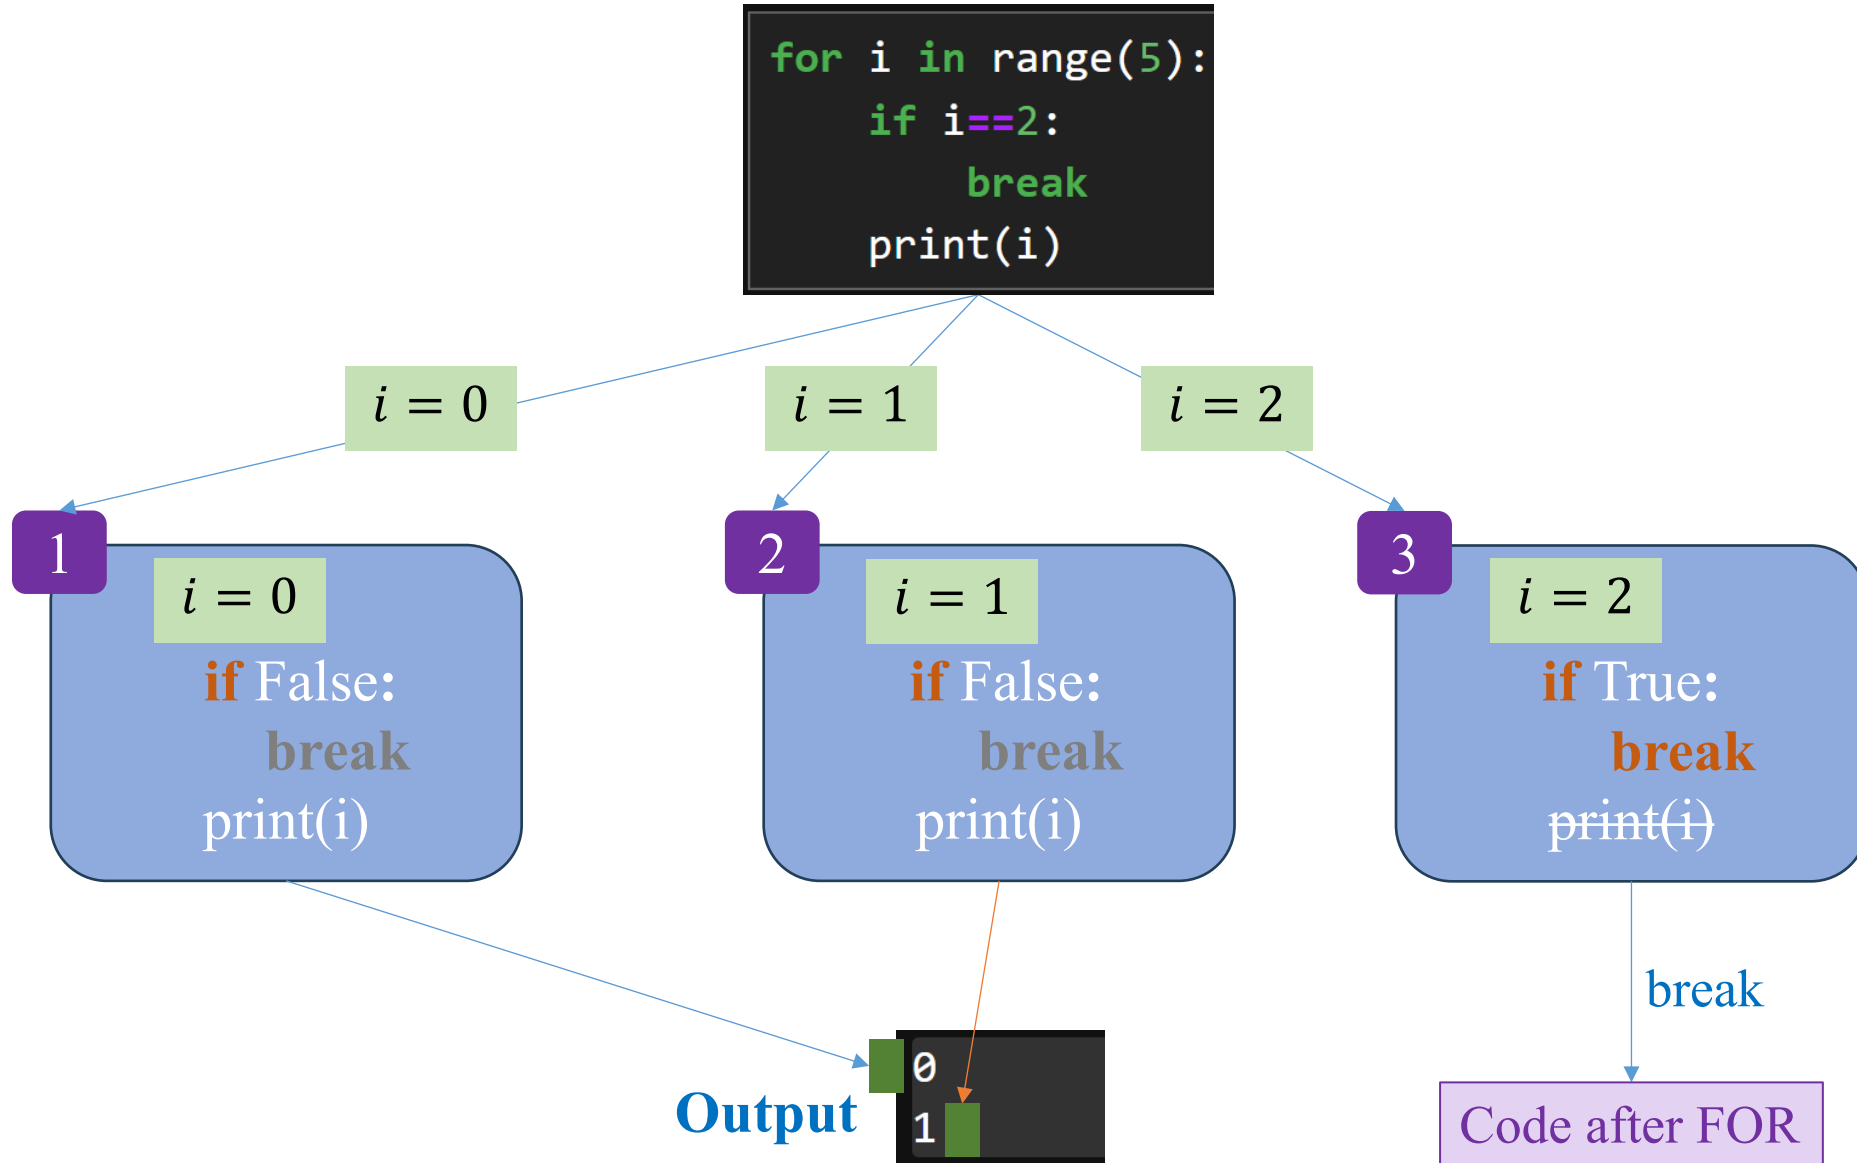 for i in range(5):
if i==2:
break
print(i)
i = 0
i = 1
i = 2
1
i = 0
if False:
break
print(i)
2
i = 1
if False:
break
print(i)
3
i = 2
if True:
break
print(i)
break
Output
0
1
Code after FOR